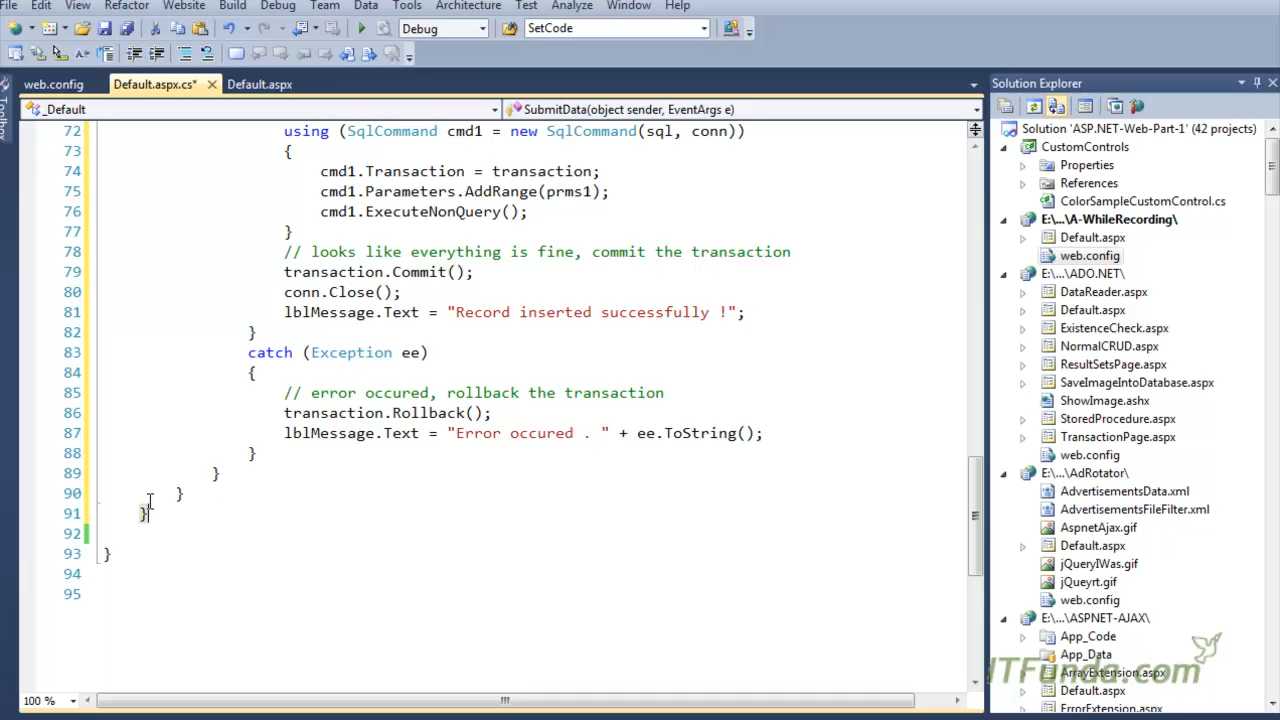 File Edit View Refactor Website Build Debug Team Data Tools Architecture Test Analyze Window Help
Debug SetCode
web.config Default.aspx.cs* Default.aspx
_Default SubmitData(object sender, EventArgs e)
Toolbox
72 using (SqlCommand cmd1 = new SqlCommand(sql, conn))
73 {
74 cmd1.Transaction = transaction;
75 cmd1.Parameters.AddRange(prms1);
76 cmd1.ExecuteNonQuery();
77 }
78 // looks like everything is fine, commit the transaction
79 transaction.Commit();
80 conn.Close();
81 lblMessage.Text = "Record inserted successfully !";
82 }
83 catch (Exception ee)
84 {
85 // error occured, rollback the transaction
86 transaction.Rollback();
87 lblMessage.Text = "Error occured . " + ee.ToString();
88 }
89 }
90 }
91 }
92
93 }
94
95
100 %
Solution Explorer
Solution 'ASP.NET-Web-Part-1' (42 projects)
CustomControls
Properties
References
ColorSampleCustomControl.cs
E:\...\A-WhileRecording\
Default.aspx
web.config
E:\...\ADO.NET\
DataReader.aspx
Default.aspx
ExistenceCheck.aspx
NormalCRUD.aspx
ResultSetsPage.aspx
SaveImageIntoDatabase.aspx
ShowImage.ashx
StoredProcedure.aspx
TransactionPage.aspx
web.config
E:\...\AdRotator\
AdvertisementsData.xml
AdvertisementsFileFilter.xml
AspnetAjax.gif
Default.aspx
jQueryIWas.gif
jQueyrt.gif
web.config
E:\...\ASPNET-AJAX\
App_Code
App_Data
ArrayExtension.aspx
Default.aspx
ErrorExtension.aspx
ITFunda.com